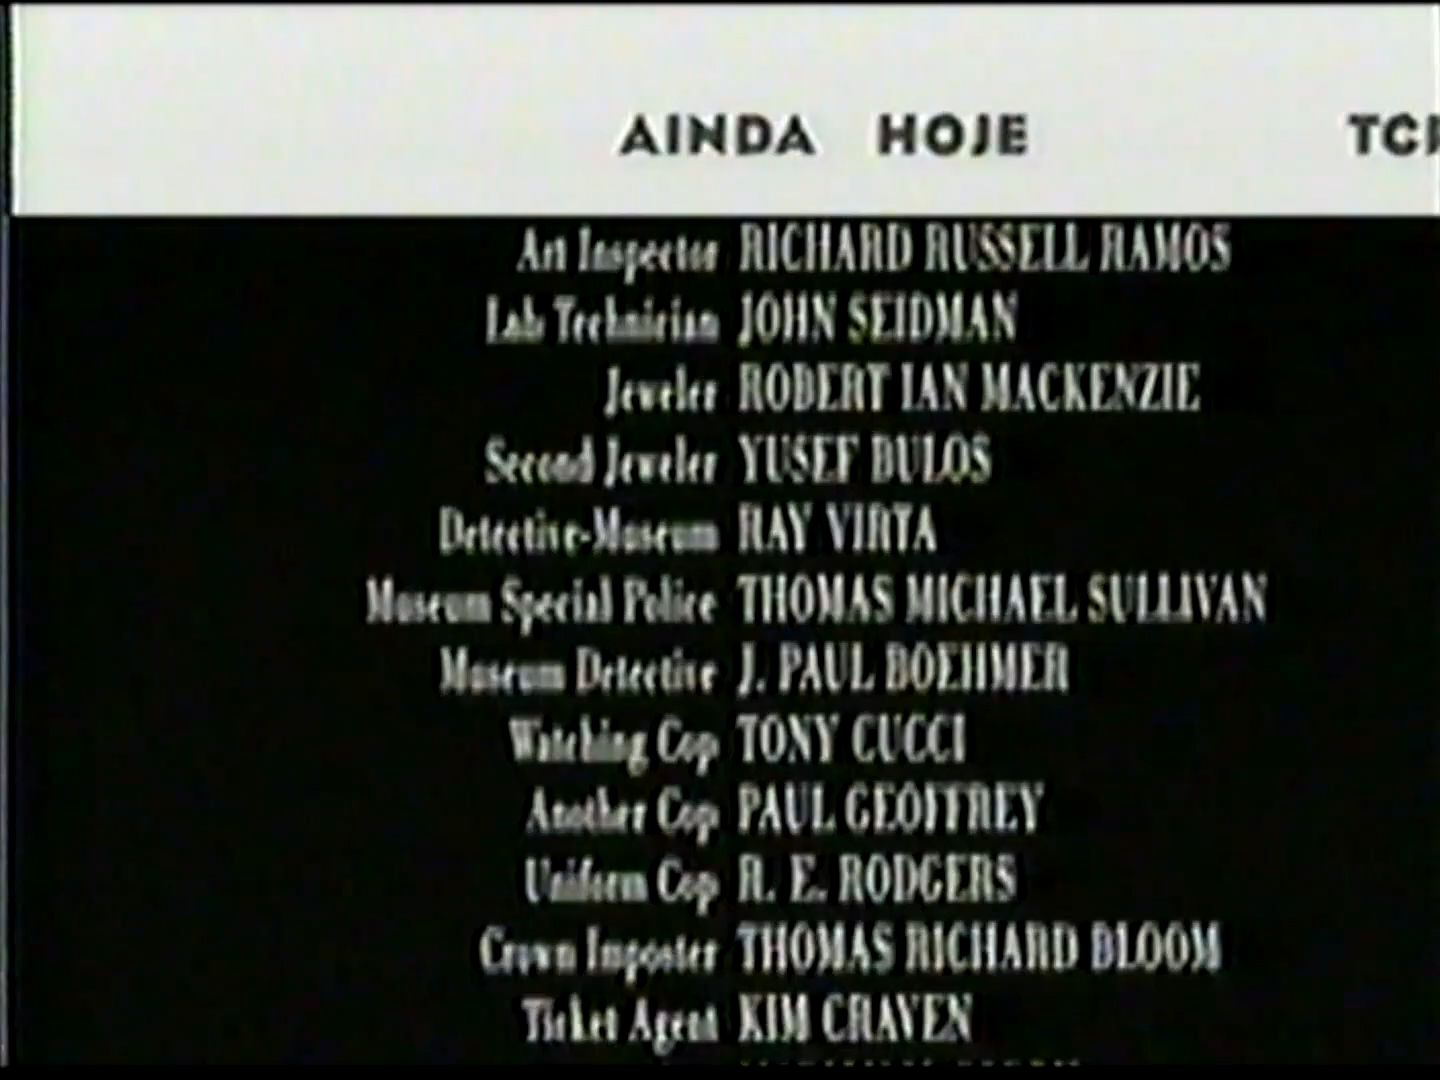 AINDA HOJE
Art Inspector RICHARD RUSSELL RAMOS
Lab Technician JOHN SEIDMAN
Jeweler ROBERT IAN MACKENZIE
Second Jeweler YUSEF BULOS
Detective-Museum RAY VIRTA
Museum Special Police THOMAS MICHAEL SULLIVAN
Museum Detective J. PAUL BOEHMER
Watching Cop TONY CUCCI
Another Cop PAUL GEOFFREY
Uniform Cop R. E. RODGERS
Crown Imposter THOMAS RICHARD BLOOM
Ticket Agent KIM CRAVEN